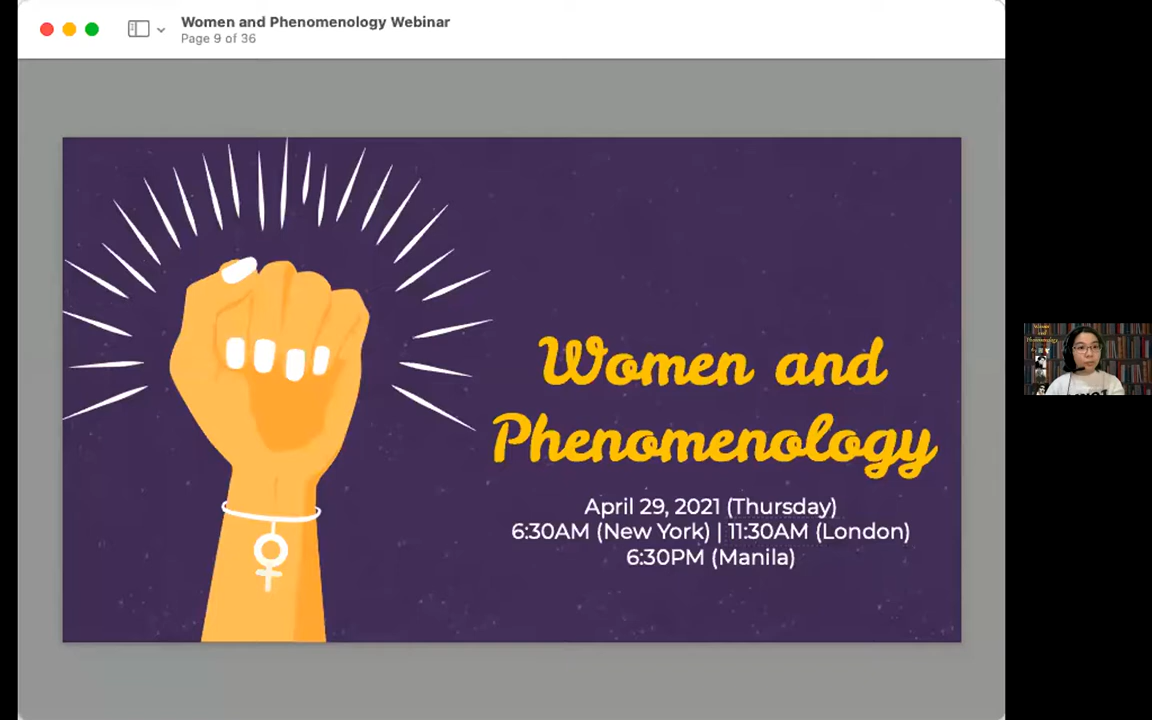 Women and Phenomenology Webinar
Page 9 of 36
Women and
Phenomenology
April 29, 2021 (Thursday)
6:30AM (New York) | 11:30AM (London)
6:30PM (Manila)